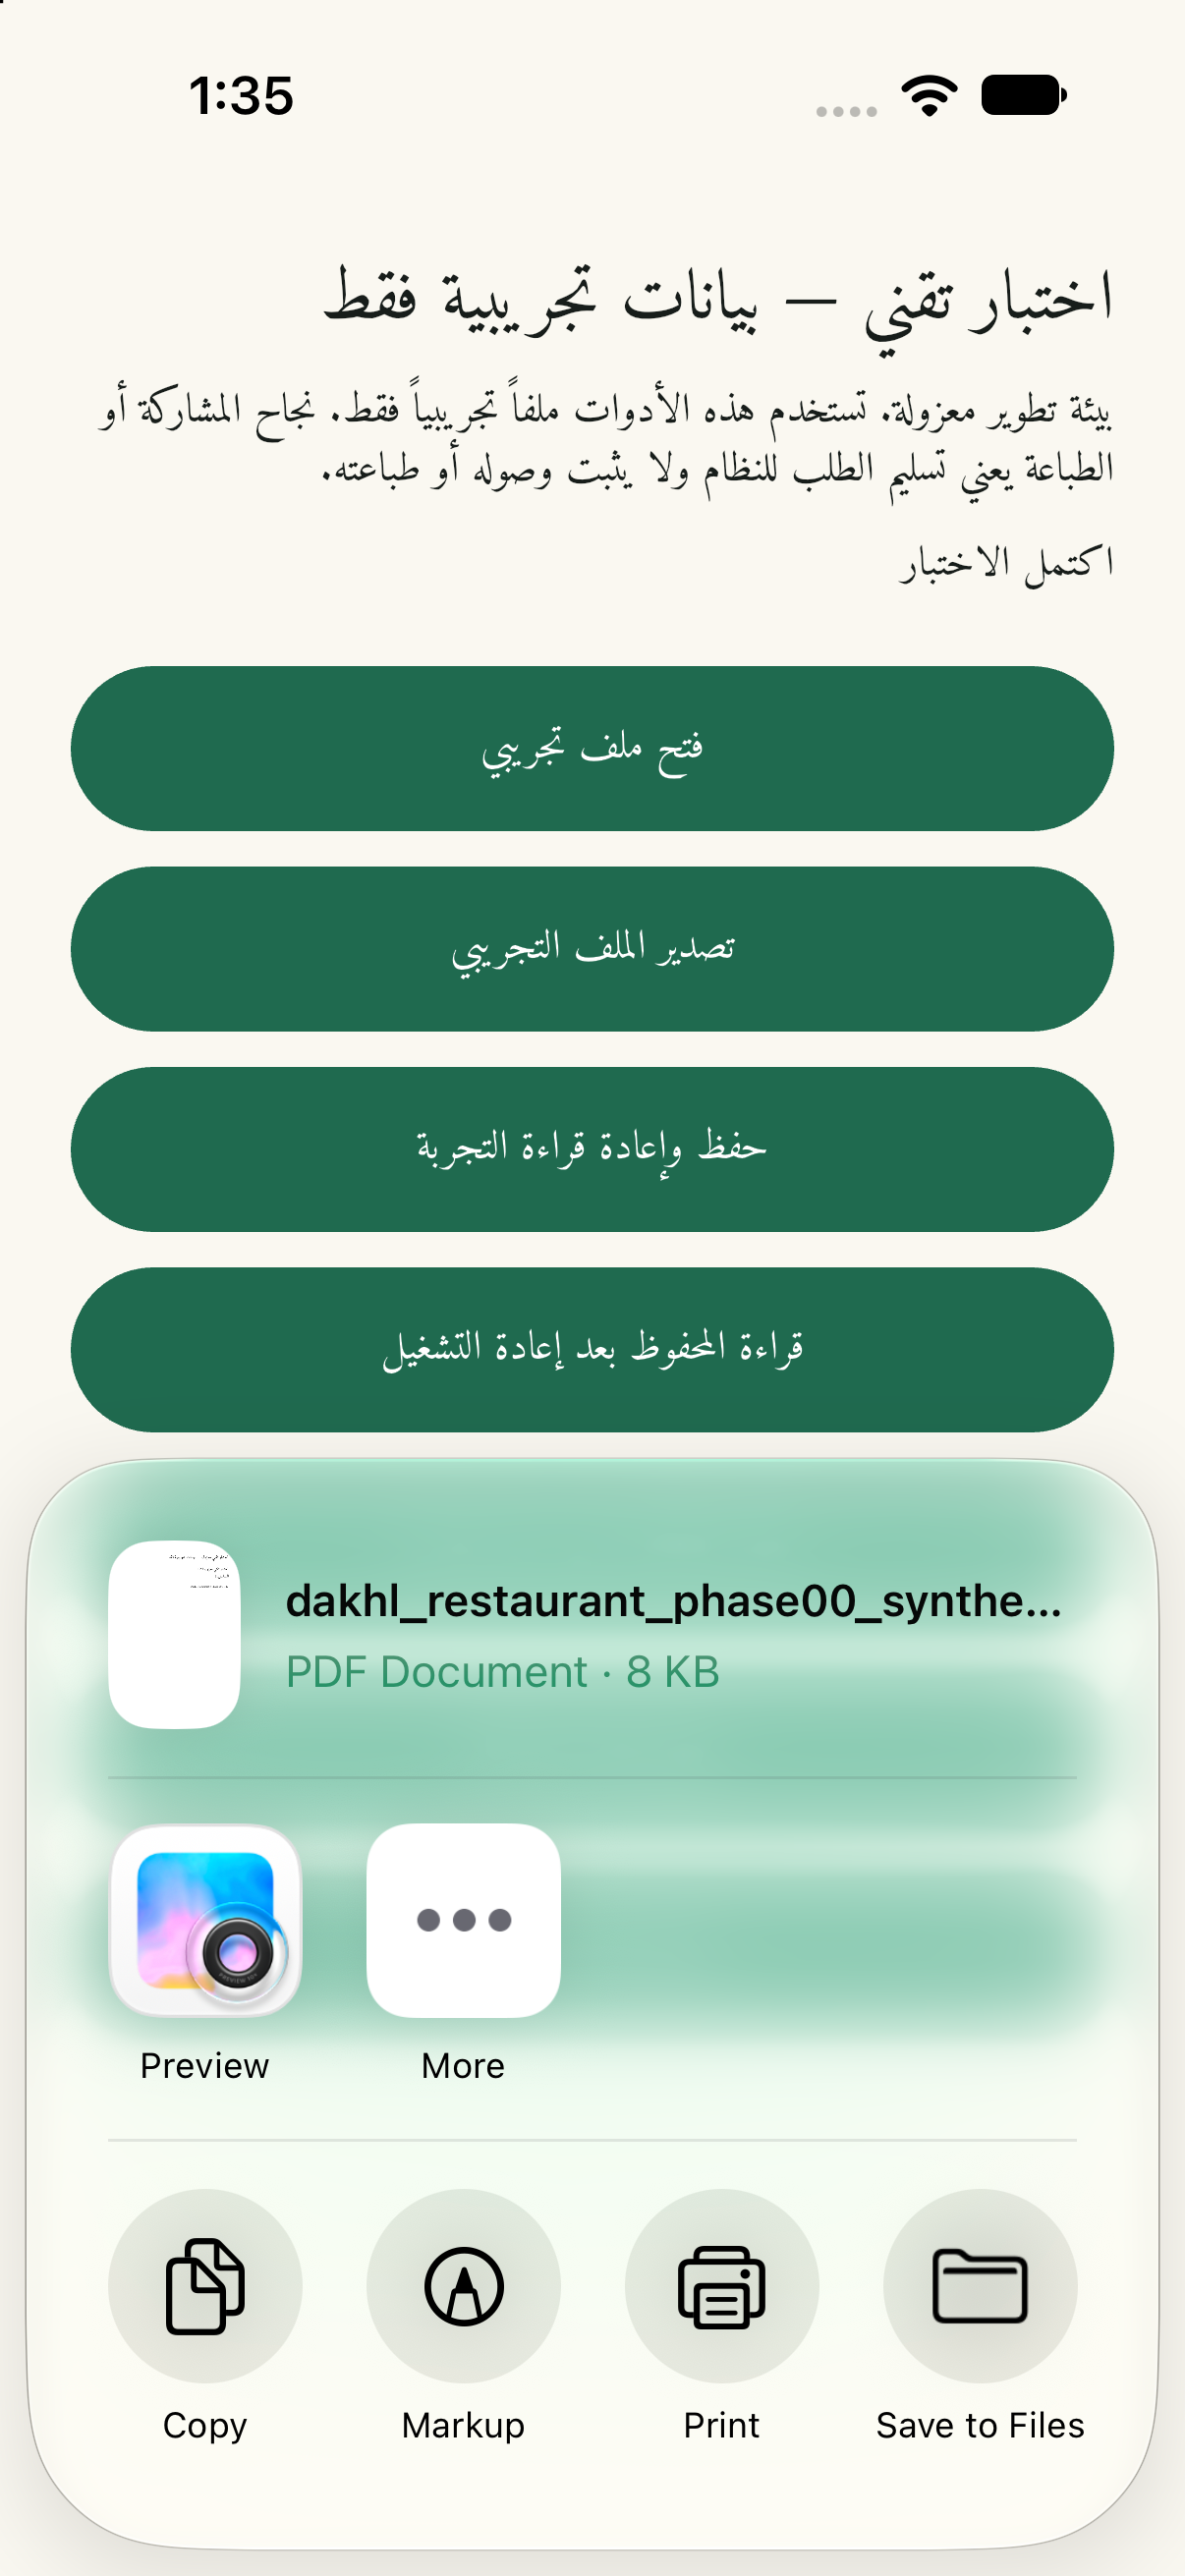 1:35
اختبار تقني — بيانات تجريبية فقط
بيئة تطوير معزولة. تستخدم هذه الأدوات ملفاً تجريبياً فقط. نجاح المشاركة أو
الطباعة يعني تسليم الطلب للنظام ولا يثبت وصوله أو طباعته.
اكتمل الاختبار
فتح ملف تجريبي
تصدير الملف التجريبي
حفظ وإعادة قراءة التجربة
قراءة المحفوظ بعد إعادة التشغيل
dakhl_restaurant_phase00_synthe...
PDF Document · 8 KB
Preview
More
Copy
Markup
Print
Save to Files